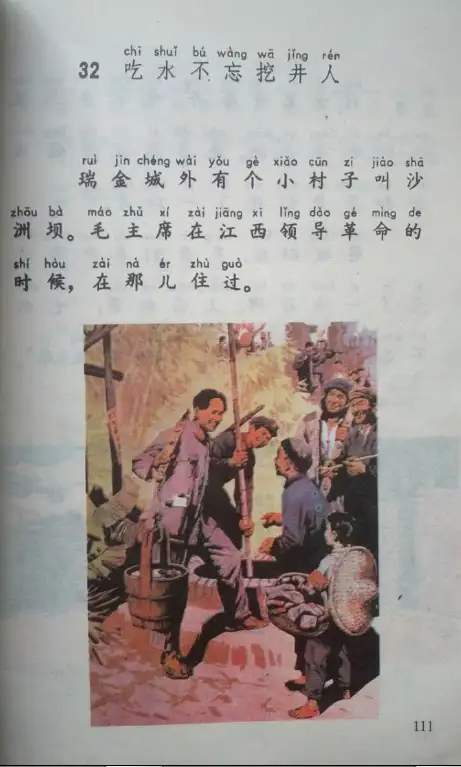 chī shuǐ bú wàng wā jǐng rén
32 吃水不忘挖井人
ruì jīn chéng wài yǒu gè xiǎo cūn zi jiào shā
瑞金城外有个小村子叫沙
zhōu bà máo zhǔ xí zài jiāng xī lǐng dǎo gé mìng de
洲坝。毛主席在江西领导革命的
shí hòu zài nà ér zhù guò
时候，在那儿住过。
111